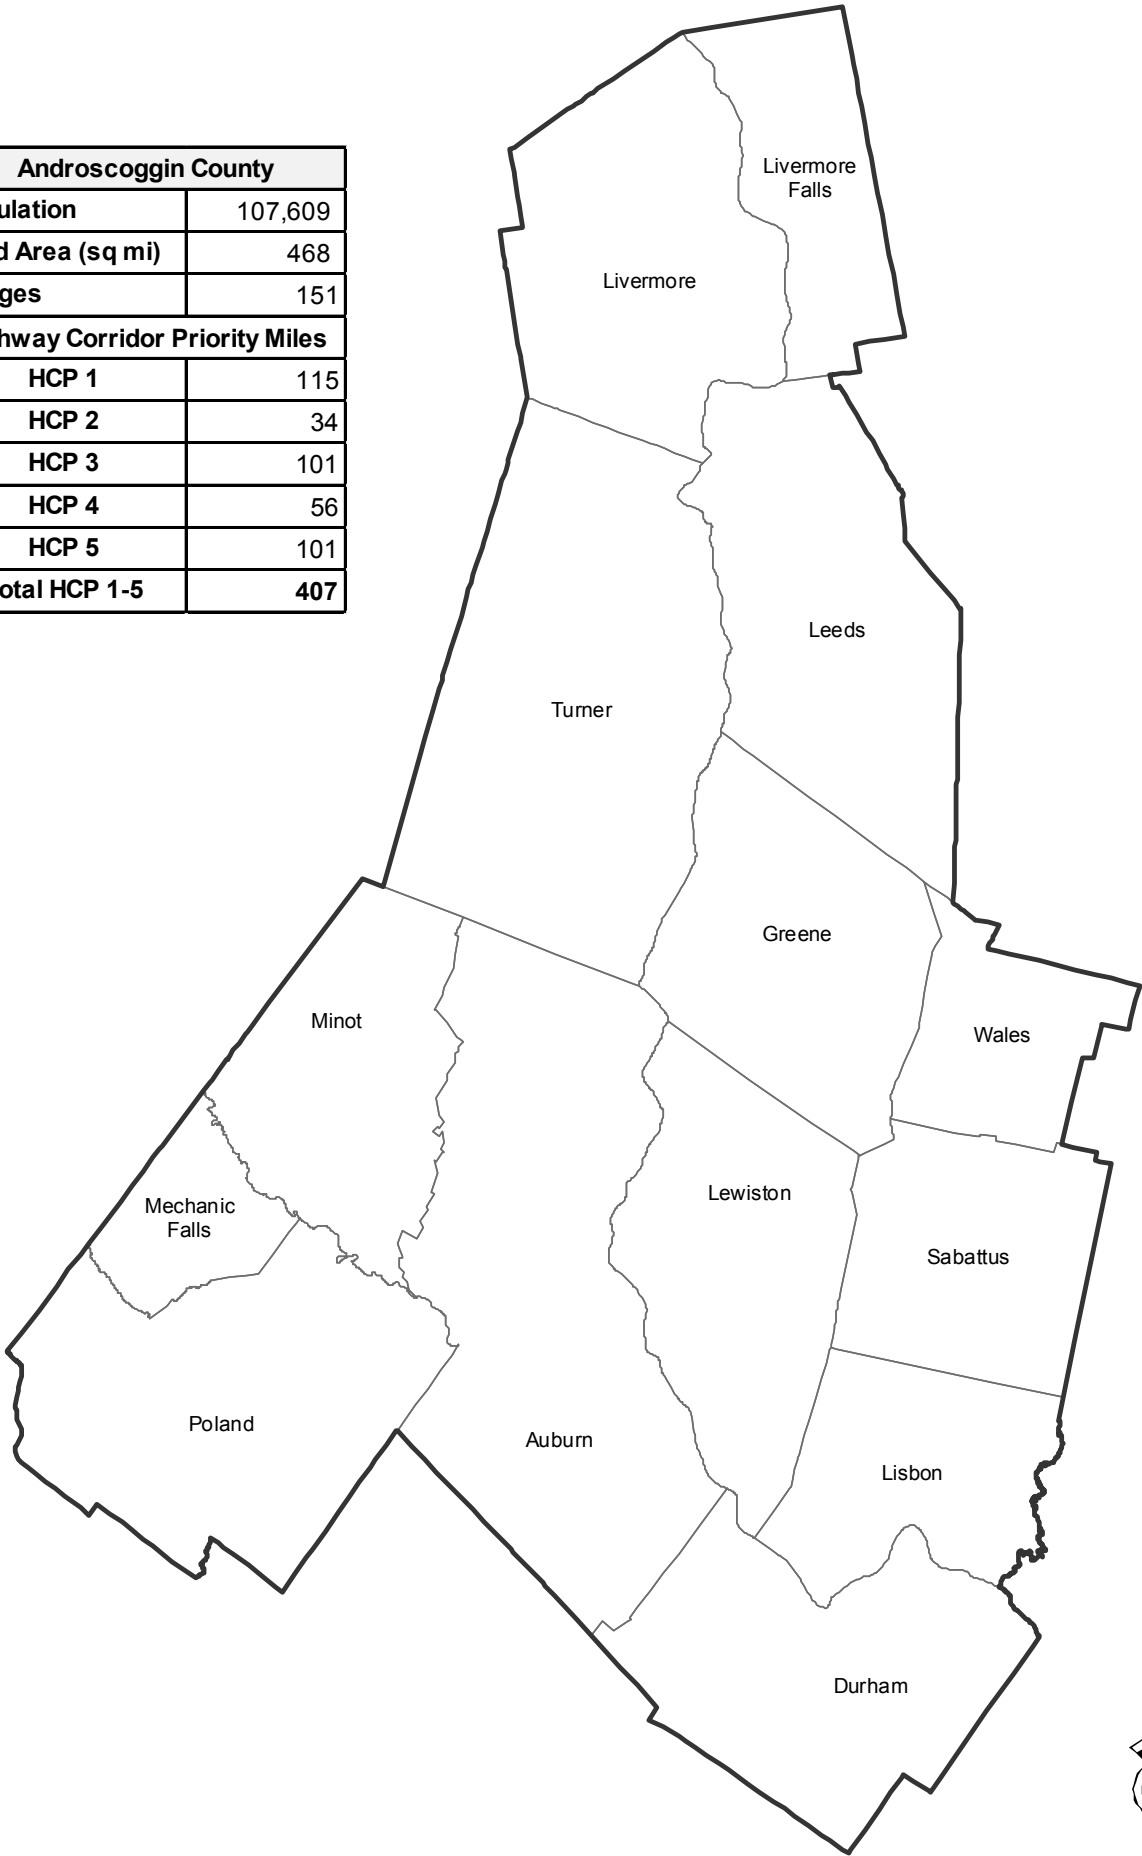 Androscoggin County
ulation 107,609
d Area (sq mi) 468
ges 151
hway Corridor Priority Miles
HCP 1 115
HCP 2 34
HCP 3 101
HCP 4 56
HCP 5 101
otal HCP 1-5 407
Livermore
Falls
Livermore
Leeds
Turner
Greene
Minot
Wales
Lewiston
Mechanic
Falls
Sabattus
Poland
Auburn
Lisbon
Durham